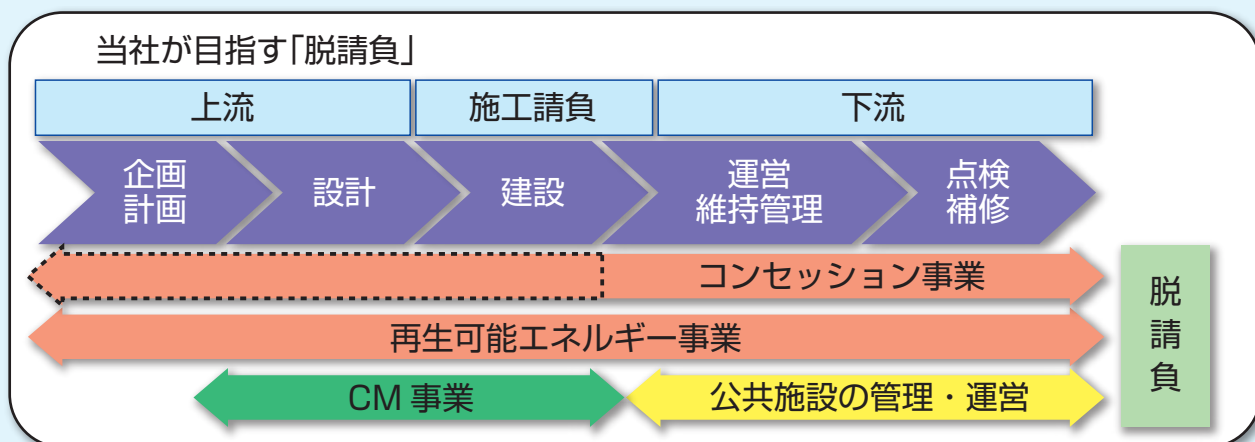 当社が目指す｢脱請負｣
上流
施工請負
下流
企画
計画
設計
建設
運営
維持管理
点検
補修
コンセッション事業
再生可能エネルギー事業
CM 事業
公共施設の管理・運営
脱請負